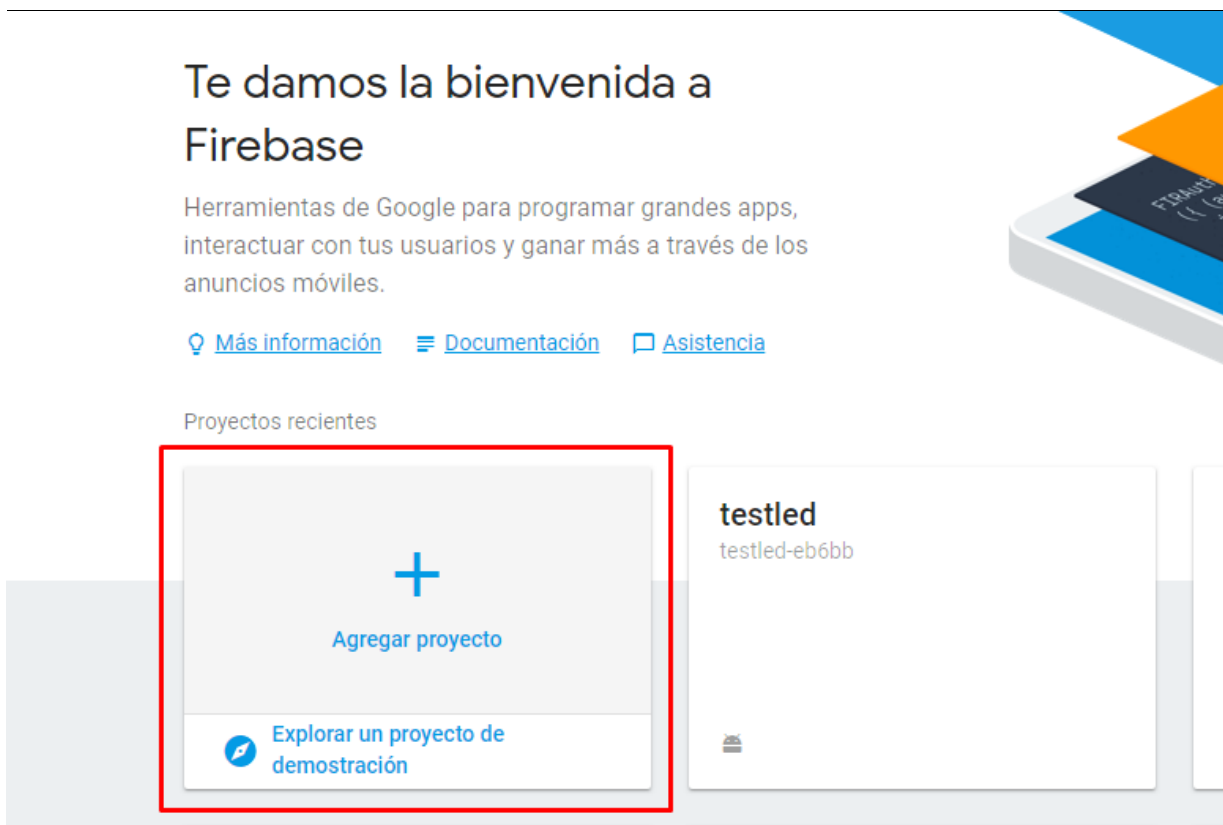 Te damos la bienvenida a
Firebase
Herramientas de Google para programar grandes apps,
interactuar con tus usuarios y ganar más a través de los
anuncios móviles.
Más información Documentación Asistencia
Proyectos recientes
Agregar proyecto
Explorar un proyecto de
demostración
testled
testled-eb6bb
FIRAuth